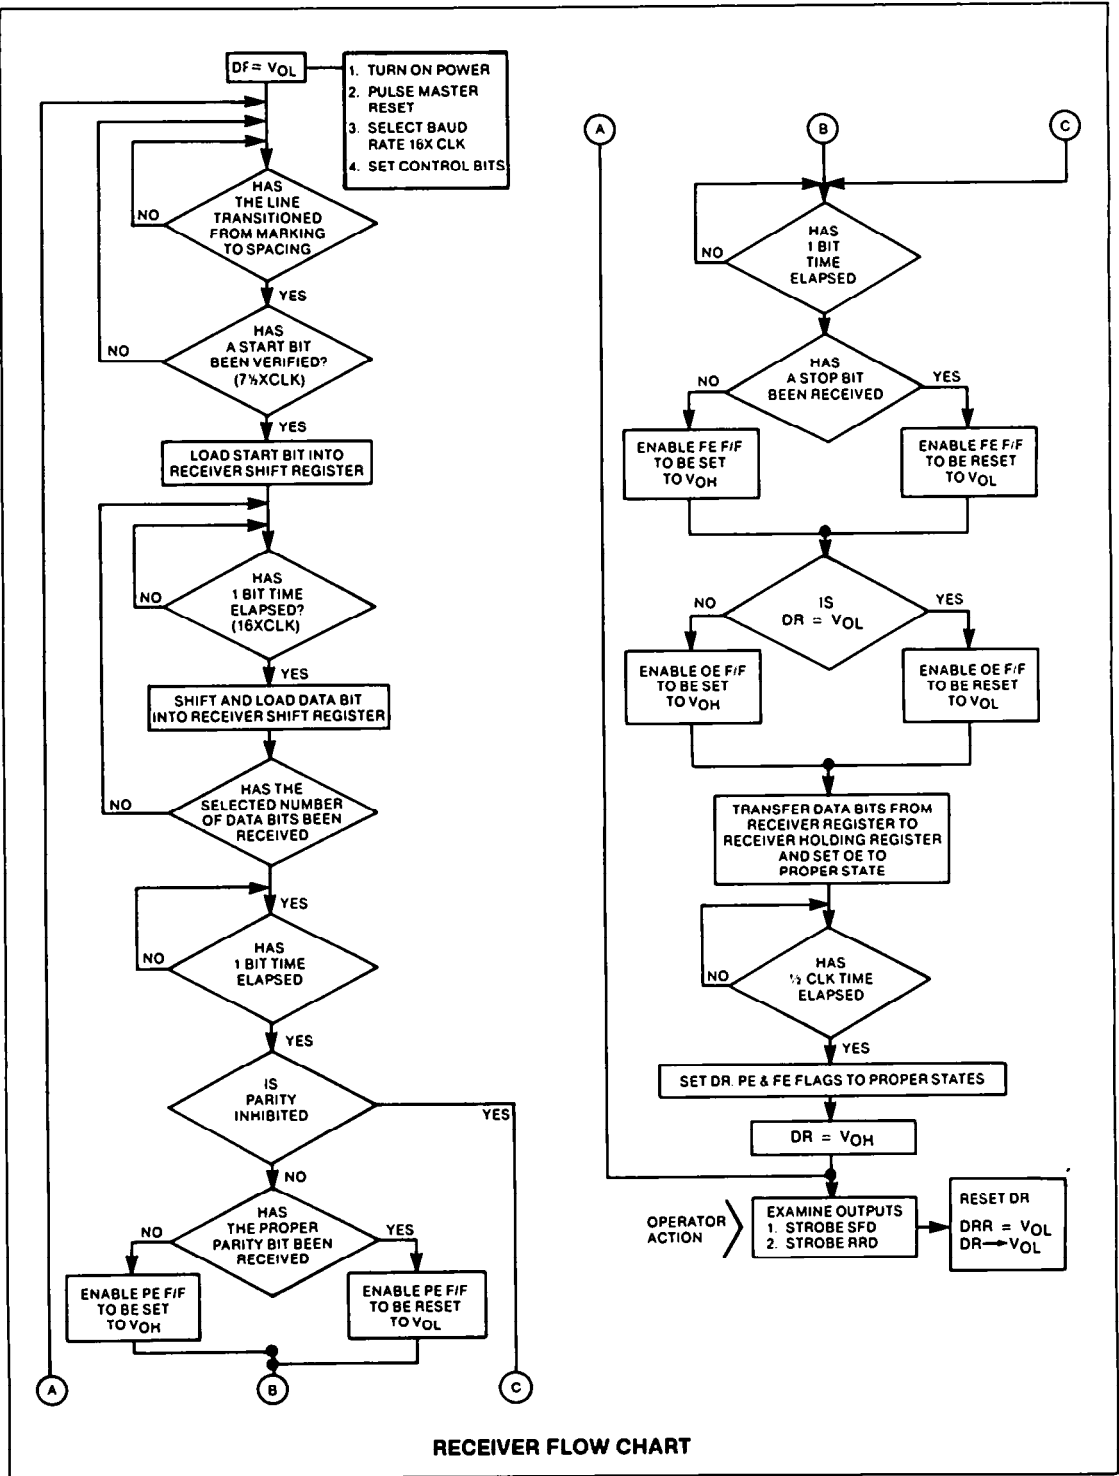 DR = VOL
1. TURN ON POWER
2. PULSE MASTER
RESET
3. SELECT BAUD
RATE 16X CLK
4. SET CONTROL BITS
HAS
THE LINE
TRANSITIONED
FROM MARKING
TO SPACING
NO
YES
HAS
A START BIT
BEEN VERIFIED?
(7½XCLK)
NO
YES
LOAD START BIT INTO
RECEIVER SHIFT REGISTER
HAS
1 BIT TIME
ELAPSED?
(16XCLK)
NO
YES
SHIFT AND LOAD DATA BIT
INTO RECEIVER SHIFT REGISTER
HAS THE
SELECTED NUMBER
OF DATA BITS BEEN
RECEIVED
NO
YES
HAS
1 BIT TIME
ELAPSED
NO
YES
IS
PARITY
INHIBITED
YES
NO
HAS
THE PROPER
PARITY BIT BEEN
RECEIVED
NO
YES
ENABLE PE F/F
TO BE SET
TO VOH
ENABLE PE F/F
TO BE RESET
TO VOL
A
B
C
A
B
C
HAS
1 BIT
TIME
ELAPSED
NO
HAS
A STOP BIT
BEEN RECEIVED
NO
YES
ENABLE FE F/F
TO BE SET
TO VOH
ENABLE FE F/F
TO BE RESET
TO VOL
IS
DR = VOL
NO
YES
ENABLE OE F/F
TO BE SET
TO VOH
ENABLE OE F/F
TO BE RESET
TO VOL
TRANSFER DATA BITS FROM
RECEIVER REGISTER TO
RECEIVER HOLDING REGISTER
AND SET OE TO
PROPER STATE
HAS
½ CLK TIME
ELAPSED
NO
YES
SET DR, PE & FE FLAGS TO PROPER STATES
DR = VOH
OPERATOR
ACTION
EXAMINE OUTPUTS
1. STROBE SFD
2. STROBE RRD
RESET DR
DRR = VOL
DR→VOL
RECEIVER FLOW CHART